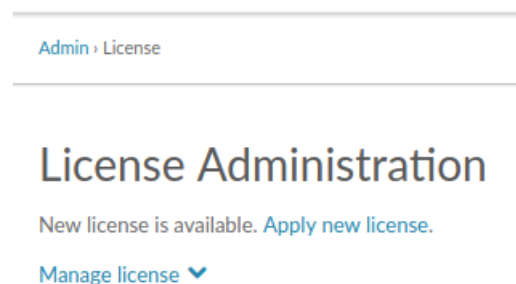 Admin › License
License Administration
New license is available. Apply new license.
Manage license